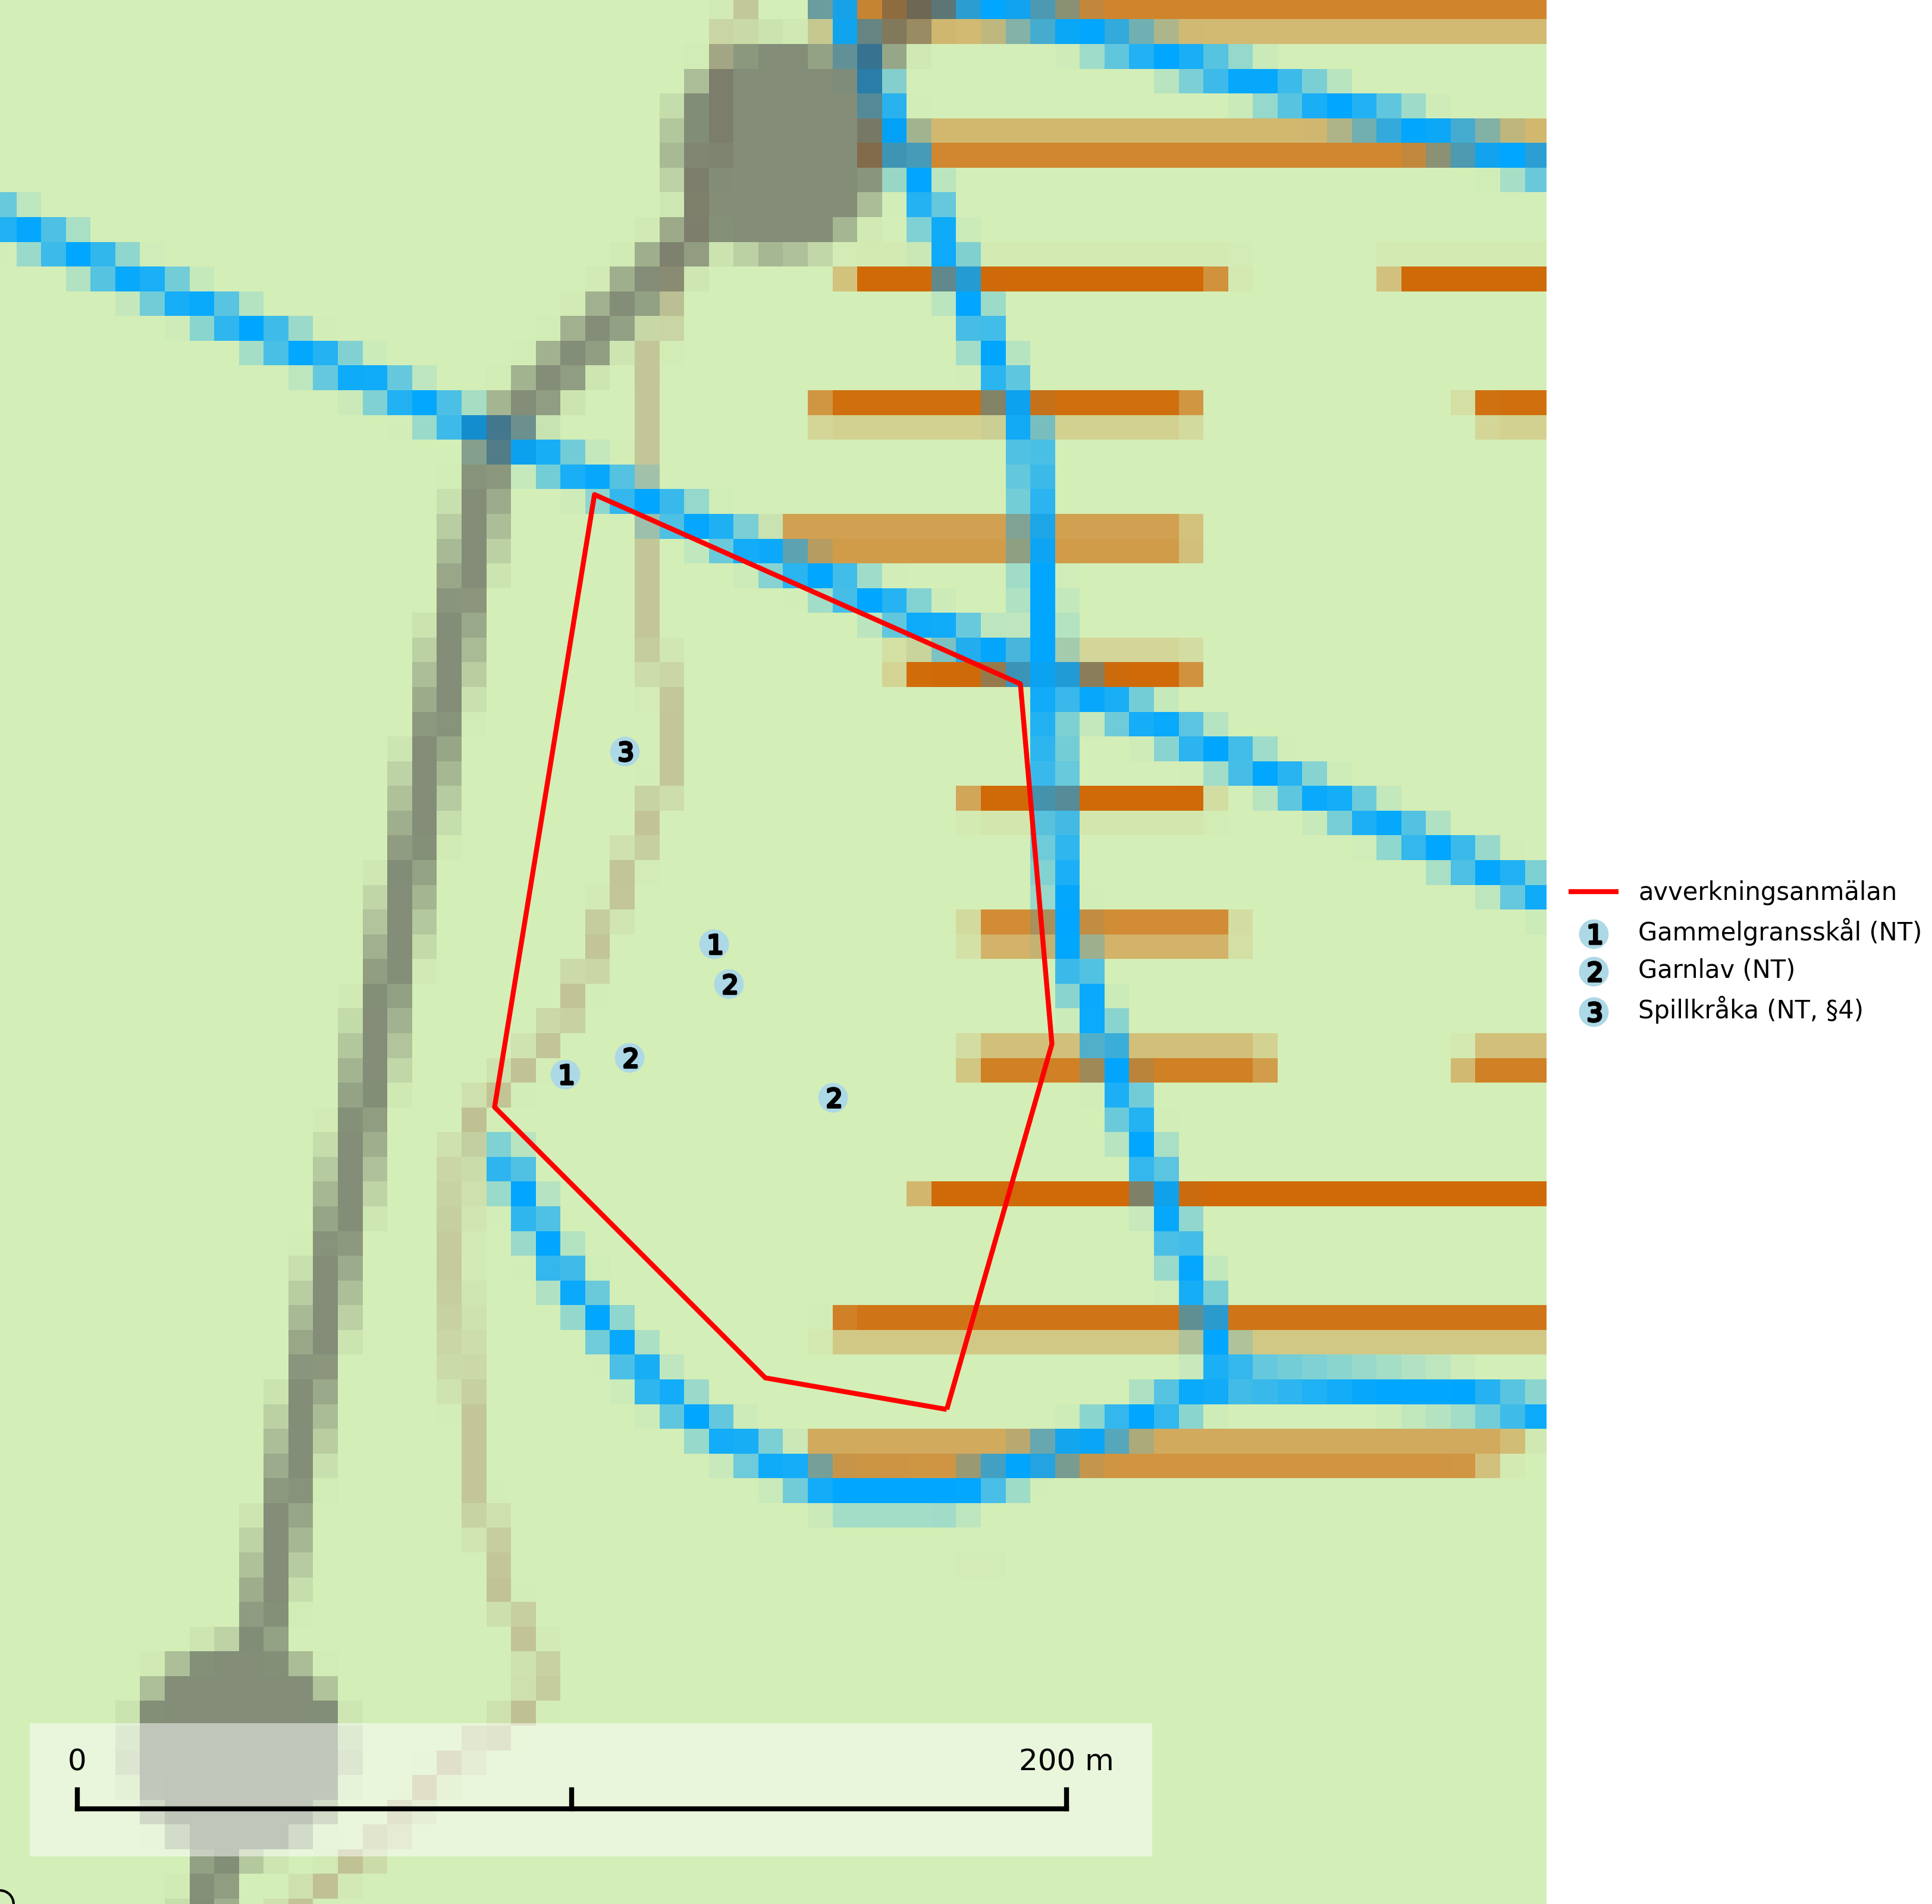 3
1
2
2
1
2
avverkningsanmälan
1 Gammelgransskål (NT)
2 Garnlav (NT)
3 Spillkråka (NT, §4)
0 200 m